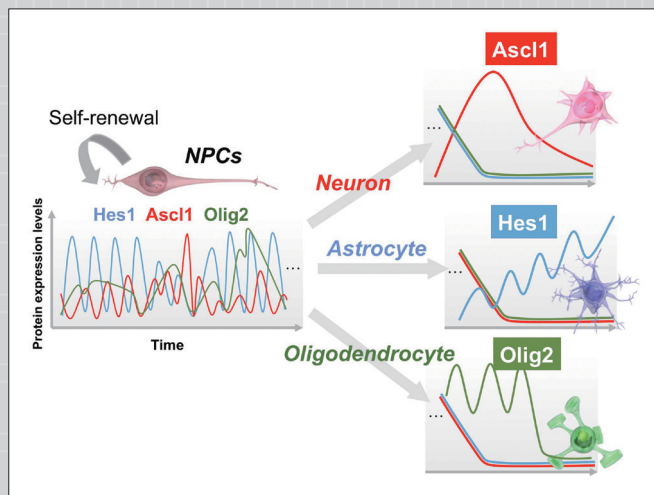 Ascl1
Self-renewal
NPCs
...
Neuron
Hes1 Ascl1 Olig2
Hes1
Astrocyte
...
...
Protein expression levels
Time
Oligodendrocyte
Olig2
...